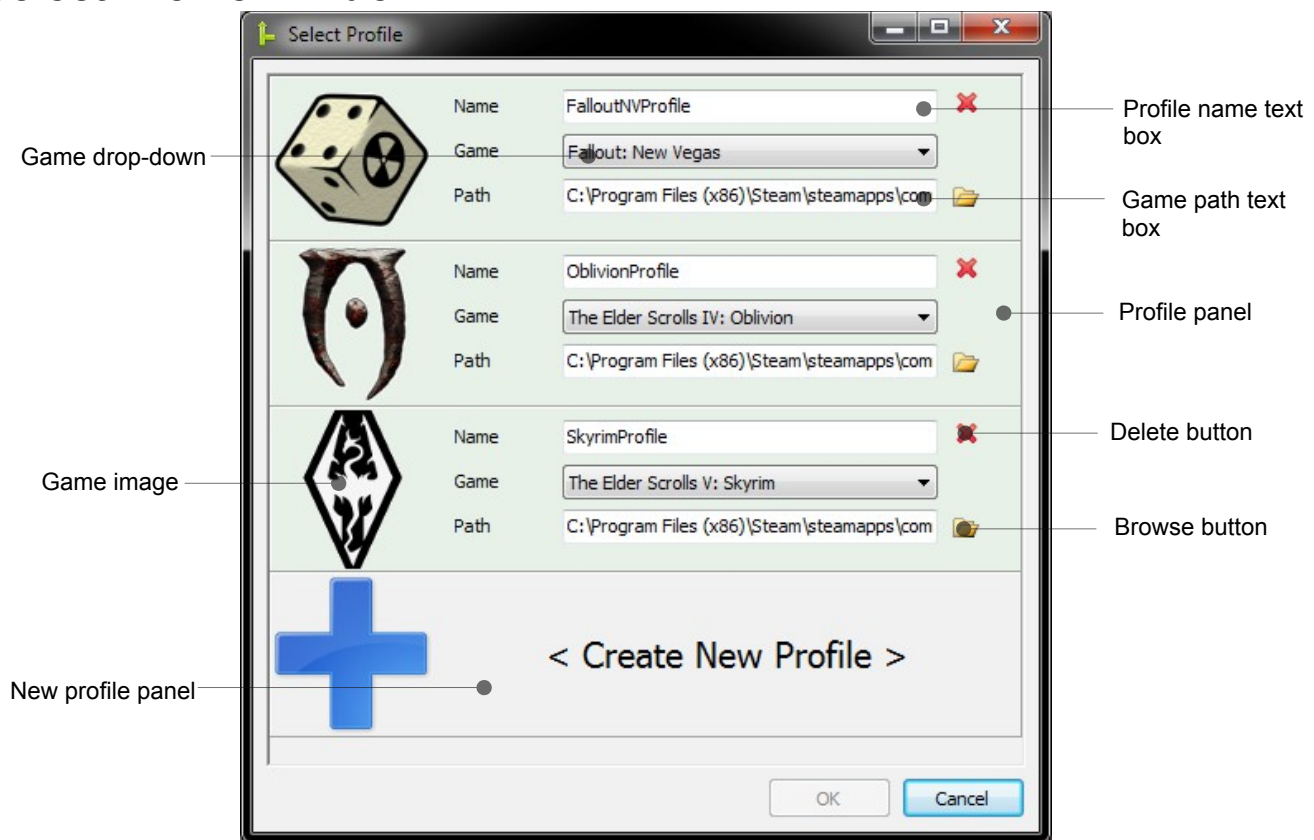 Select Profile
Name FalloutNVProfile
Profile name text
box
Game drop-down
Game Fallout: New Vegas
Path C:\Program Files (x86)\Steam\steamapps\com
Game path text
box
Name OblivionProfile
Game The Elder Scrolls IV: Oblivion
Profile panel
Path C:\Program Files (x86)\Steam\steamapps\com
Name SkyrimProfile
Delete button
Game image
Game The Elder Scrolls V: Skyrim
Path C:\Program Files (x86)\Steam\steamapps\com
Browse button
< Create New Profile >
New profile panel
OK Cancel